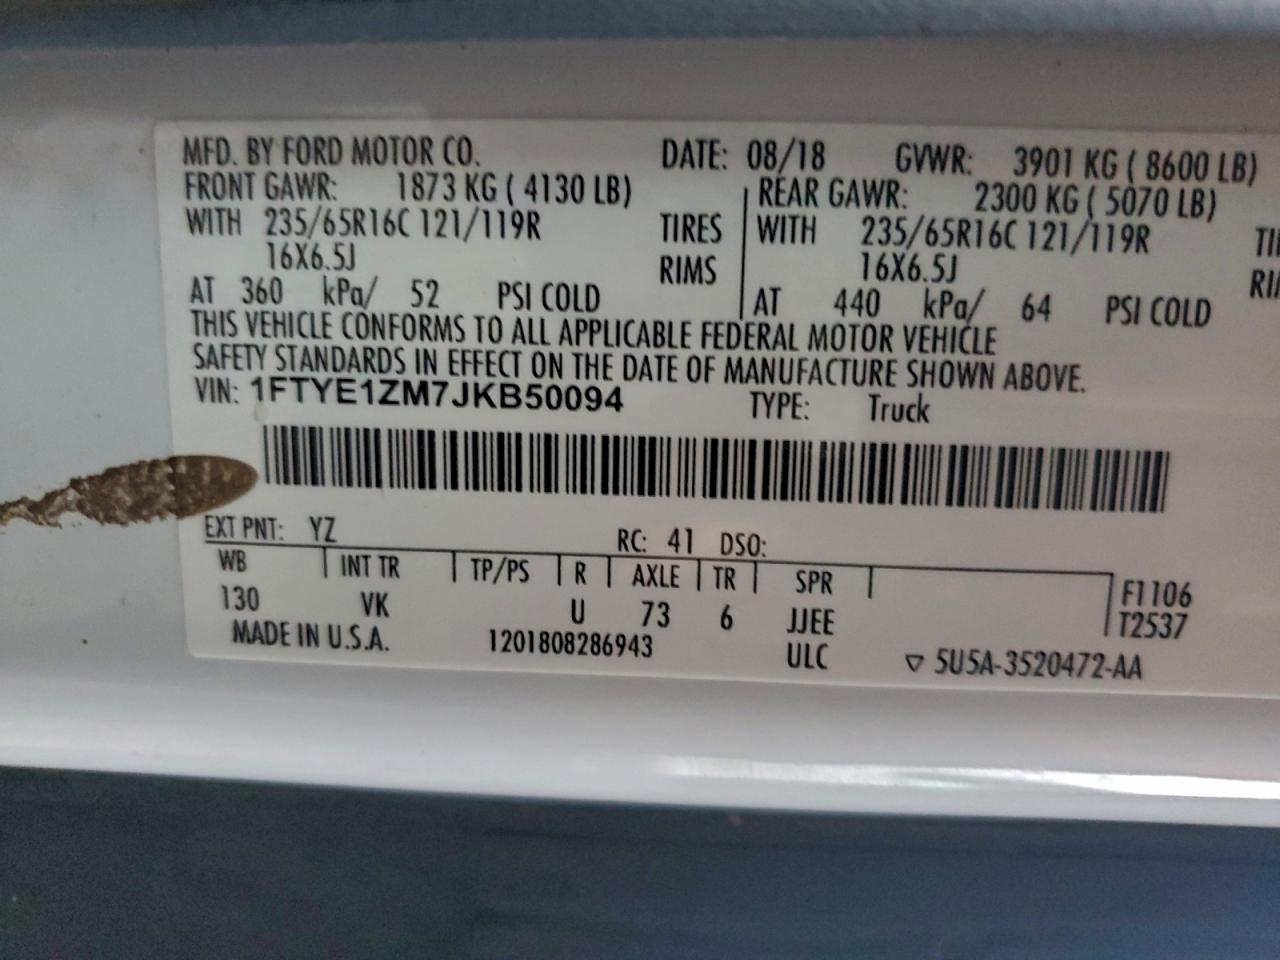 MFD. BY FORD MOTOR CO. DATE: 08/18 GVWR: 3901 KG ( 8600 LB)
FRONT GAWR: 1873 KG ( 4130 LB) REAR GAWR: 2300 KG ( 5070 LB)
WITH 235/65R16C 121/119R TIRES WITH 235/65R16C 121/119R
16X6.5J RIMS 16X6.5J
AT 360 kPa/ 52 PSI COLD AT 440 kPa/ 64 PSI COLD
THIS VEHICLE CONFORMS TO ALL APPLICABLE FEDERAL MOTOR VEHICLE
SAFETY STANDARDS IN EFFECT ON THE DATE OF MANUFACTURE SHOWN ABOVE.
VIN: 1FTYE1ZM7JKB50094 TYPE: Truck
EXT PNT: YZ RC: 41 DSO:
WB INT TR TP/PS R AXLE TR SPR F1106
130 VK U 73 6 JJEE T2537
MADE IN U.S.A. 1201808286943 ULC ▽ 5U5A-3520472-AA